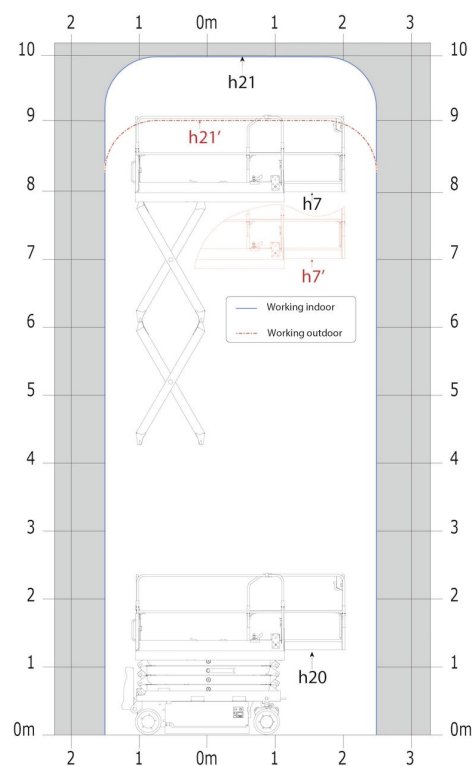 2 1 0m 1 2 3
10 10
h21
9 9
h21’
8 8
h7
7 h7’ 7
Working indoor
6 6
Working outdoor
5 5
4 4
3 3
2 2
1 1
h20
0m 0m
2 1 0m 1 2 3